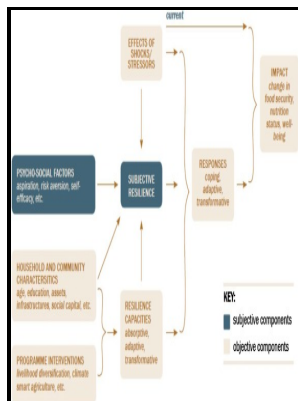 current
EFFECTS OF
SHOCKS/
STRESSORS
IMPACT
change in
food security,
nutrition
status, well-
being
PSYCHO-SOCIAL FACTORS
aspiration, risk aversion, self-
efficacy, etc.
SUBJECTIVE
RESILIENCE
RESPONSES
coping,
adaptive,
transformative
HOUSEHOLD AND COMMUNITY
CHARACTERSITICS
age, education, assets,
infrastructures, social capital, etc.
RESILIENCE
CAPACITIES
absorptive,
adaptive,
transformative
PROGRAMME INTERVENTIONS
livelihood diversification, climate
smart agriculture, etc.
KEY:
subjective components
objective components